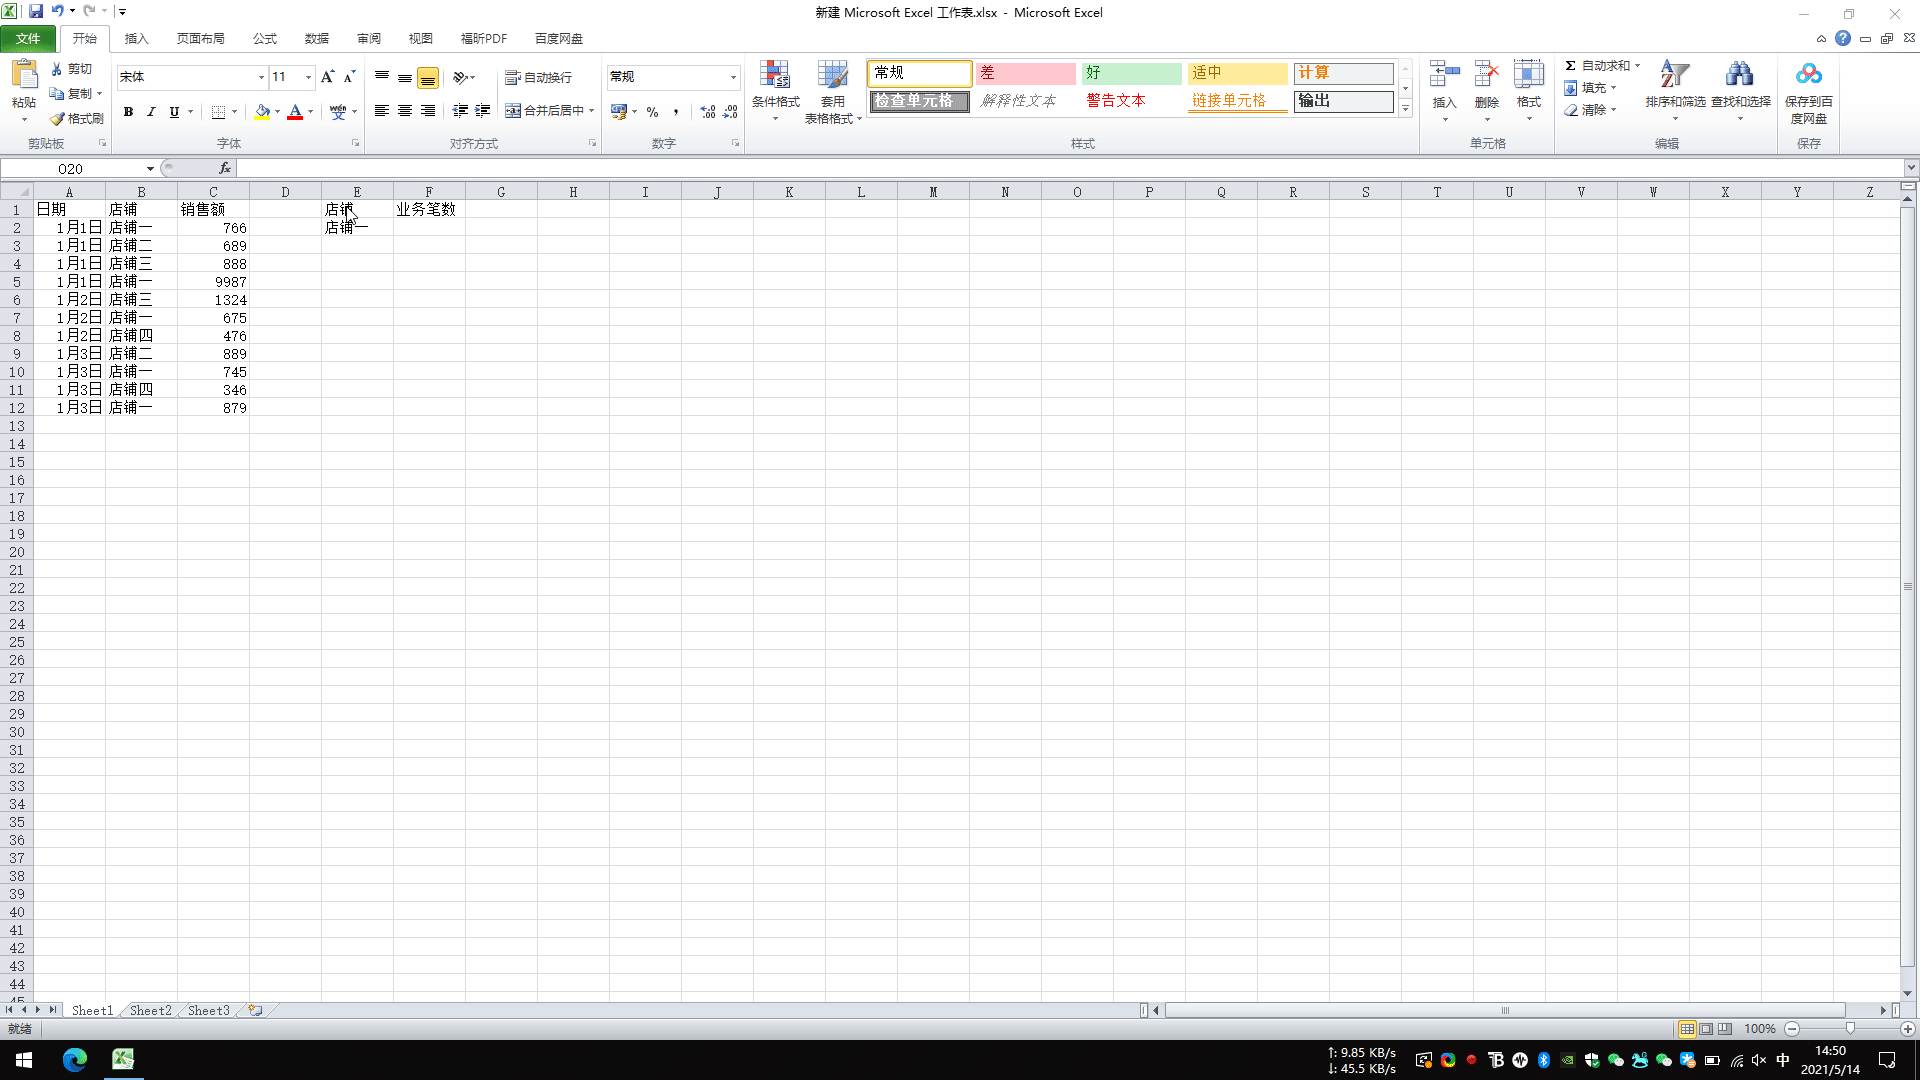 新建 Microsoft Excel 工作表.xlsx - Microsoft Excel
文件 开始 插入 页面布局 公式 数据 审阅 视图 福昕PDF 百度网盘
粘贴 剪切 复制 格式刷 剪贴板
宋体 11 B I U wén 字体
自动换行 合并后居中 对齐方式
常规 % , .00 .0 数字
条件格式 套用表格格式
常规 差 好 适中 计算
检查单元格 解释性文本 警告文本 链接单元格 输出
样式
插入 删除 格式 单元格
Σ 自动求和 填充 清除 排序和筛选 查找和选择 编辑
保存到百度网盘 保存
O20 fx
A B C D E F G H I J K L M N O P Q R S T U V W X Y Z
1 日期 店铺 销售额 店铺 业务笔数
2 1月1日 店铺一 766 店铺一
3 1月1日 店铺二 689
4 1月1日 店铺三 888
5 1月1日 店铺一 9987
6 1月2日 店铺三 1324
7 1月2日 店铺一 675
8 1月2日 店铺四 476
9 1月3日 店铺二 889
10 1月3日 店铺一 745
11 1月3日 店铺四 346
12 1月3日 店铺一 879
13
14
15
16
17
18
19
20
21
22
23
24
25
26
27
28
29
30
31
32
33
34
35
36
37
38
39
40
41
42
43
44
45
Sheet1 Sheet2 Sheet3
就绪 100%
↑: 9.85 KB/s
↓: 45.5 KB/s
中
14:50
2021/5/14